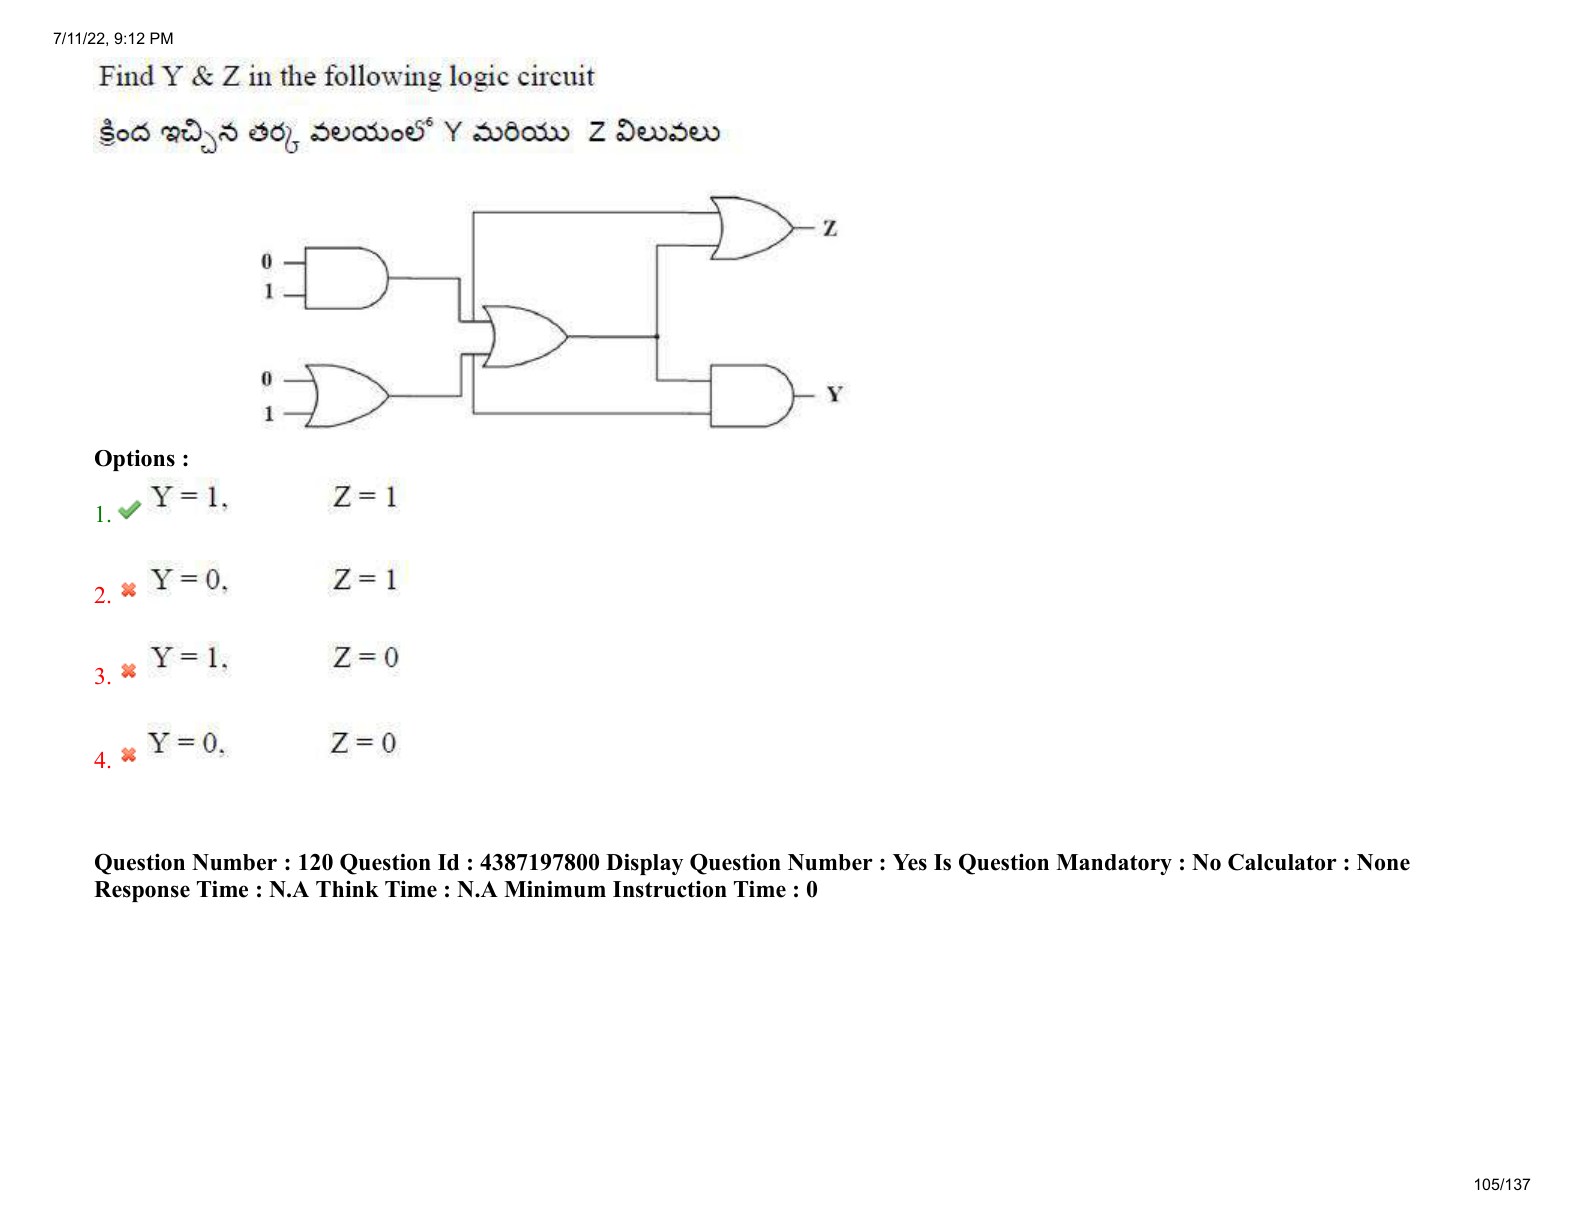 7/11/22, 9:12 PM
Find Y & Z in the following logic circuit
క్రింద ఇచ్చిన తర్క వలయంలో Y మరియు Z విలువలు
Z
0
1
0
1
Y
Options :
1. Y = 1, Z = 1
2. Y = 0, Z = 1
3. Y = 1, Z = 0
4. Y = 0, Z = 0
Question Number : 120 Question Id : 4387197800 Display Question Number : Yes Is Question Mandatory : No Calculator : None
Response Time : N.A Think Time : N.A Minimum Instruction Time : 0
105/137